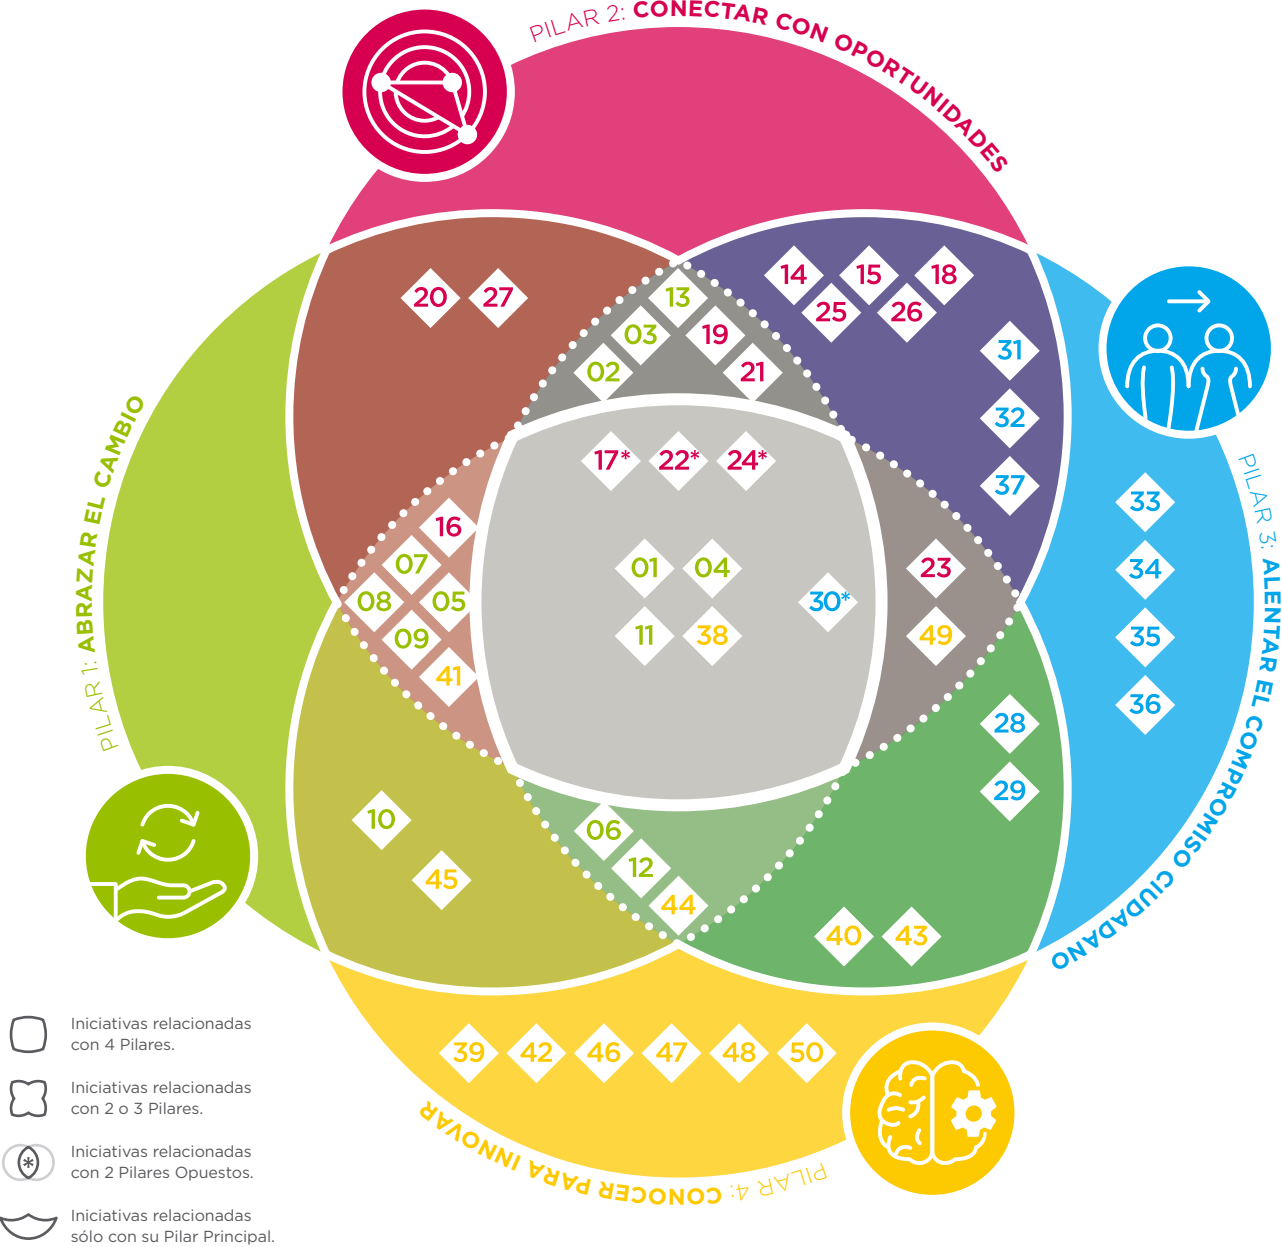 PILAR 2: CONECTAR CON OPORTUNIDADES
14 15 18
20 27
13
25 26
03 19
31
02 21
PILAR 1: ABRAZAR EL CAMBIO
32
17* 22* 24*
PILAR 3: ALENTAR EL COMPROMISO CIUDADANO
37
33
16
07
01 04
23
34
08 05
30*
09
11 38
49
35
41
36
28
29
10
06
12
45
44
40 43
39 42 46 47 48 50
PILAR 4: CONOCER PARA INNOVAR
Iniciativas relacionadas
con 4 Pilares.
Iniciativas relacionadas
con 2 o 3 Pilares.
*
Iniciativas relacionadas
con 2 Pilares Opuestos.
Iniciativas relacionadas
sólo con su Pilar Principal.